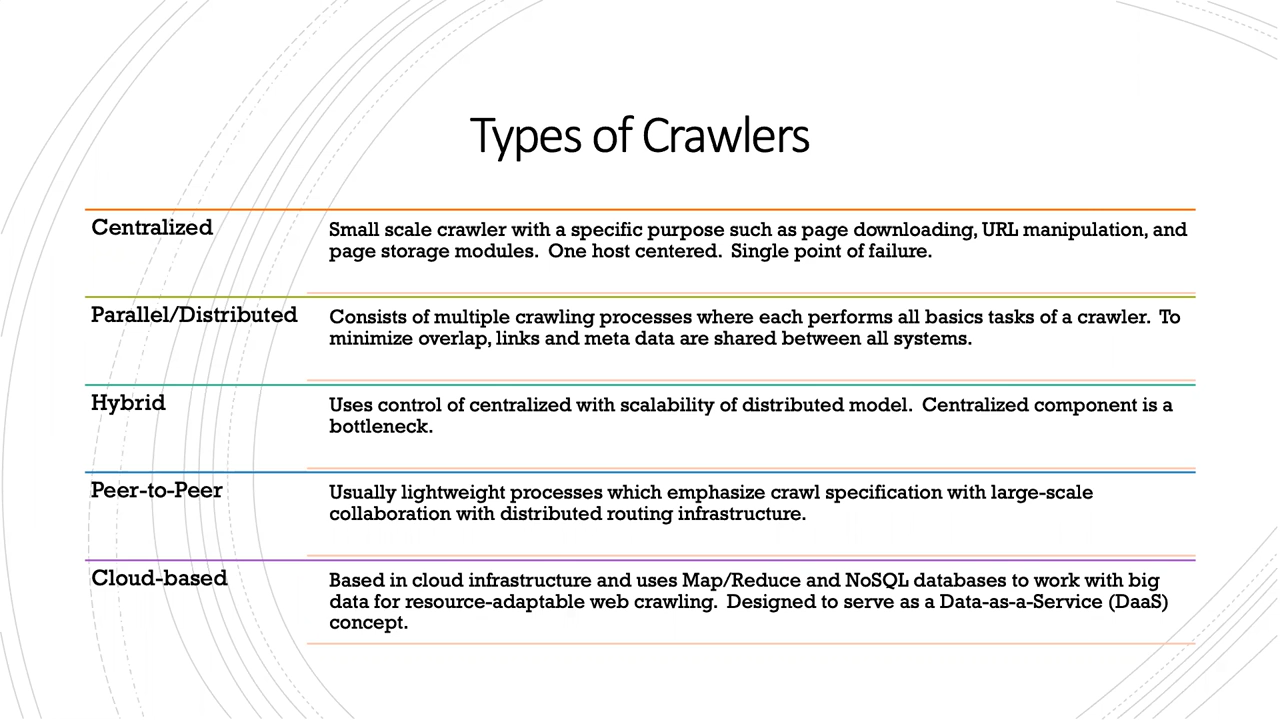 Types of Crawlers
Centralized
Small scale crawler with a specific purpose such as page downloading, URL manipulation, and
page storage modules.  One host centered.  Single point of failure.
Parallel/Distributed
Consists of multiple crawling processes where each performs all basics tasks of a crawler.  To
minimize overlap, links and meta data are shared between all systems.
Hybrid
Uses control of centralized with scalability of distributed model.  Centralized component is a
bottleneck.
Peer-to-Peer
Usually lightweight processes which emphasize crawl specification with large-scale
collaboration with distributed routing infrastructure.
Cloud-based
Based in cloud infrastructure and uses Map/Reduce and NoSQL databases to work with big
data for resource-adaptable web crawling.  Designed to serve as a Data-as-a-Service (DaaS)
concept.